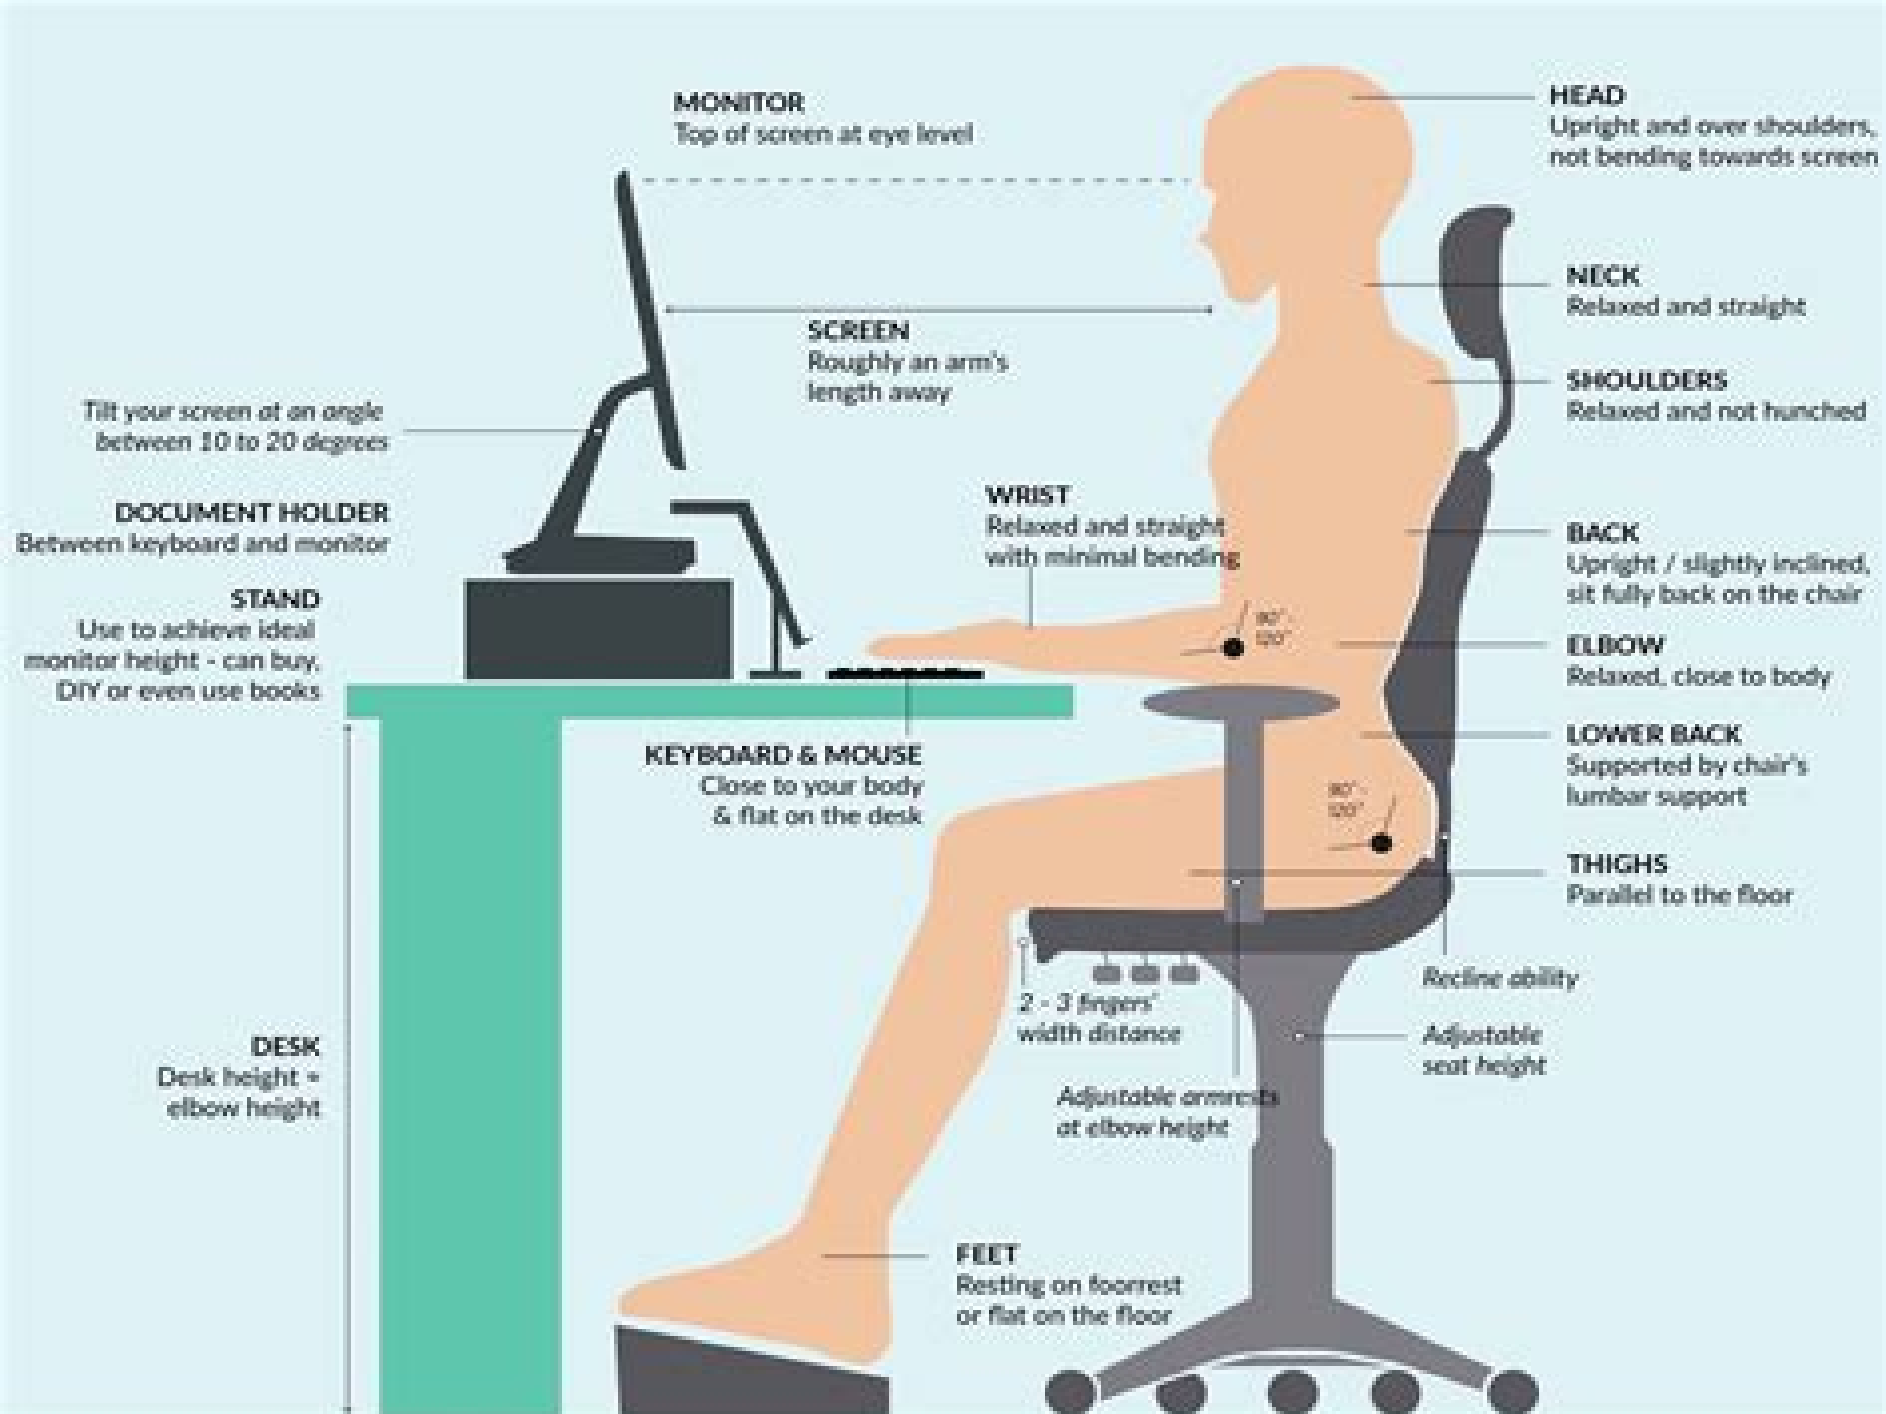 MONITOR
Top of screen at eye level
HEAD
Upright and over shoulders,
not bending towards screen
NECK
Relaxed and straight
SCREEN
Roughly an arm's
length away
SHOULDERS
Relaxed and not hunched
Tilt your screen at an angle
between 10 to 20 degrees
DOCUMENT HOLDER
Between keyboard and monitor
WRIST
Relaxed and straight
with minimal bending
BACK
Upright / slightly inclined,
sit fully back on the chair
STAND
Use to achieve ideal
monitor height - can buy,
DIY or even use books
90° -
120°
ELBOW
Relaxed, close to body
KEYBOARD & MOUSE
Close to your body
& flat on the desk
LOWER BACK
Supported by chair's
lumbar support
90° -
120°
THIGHS
Parallel to the floor
Recline ability
2 - 3 fingers'
width distance
Adjustable
seat height
DESK
Desk height =
elbow height
Adjustable armrests
at elbow height
FEET
Resting on foorrest
or flat on the floor